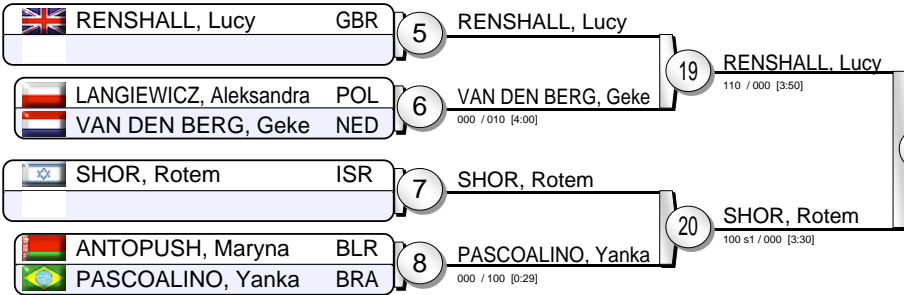 RENSHALL, Lucy GBR
5
RENSHALL, Lucy
LANGIEWICZ, Aleksandra POL
VAN DEN BERG, Geke NED
6
VAN DEN BERG, Geke
000 / 010 [4:00]
19
RENSHALL, Lucy
110 / 000 [3:50]
SHOR, Rotem ISR
7
SHOR, Rotem
ANTOPUSH, Maryna BLR
PASCOALINO, Yanka BRA
8
PASCOALINO, Yanka
000 / 100 [0:29]
20
SHOR, Rotem
100 s1 / 000 [3:30]